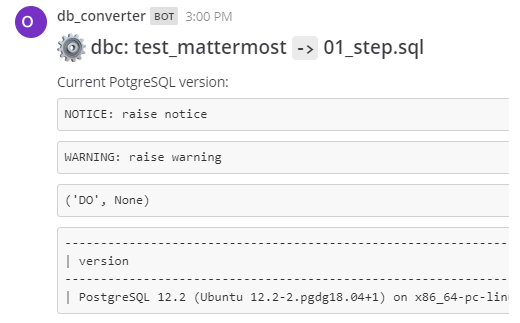 O
db_converter BOT 3:00 PM
dbc: test_mattermost -> 01_step.sql
Current PotgreSQL version:
NOTICE: raise notice
WARNING: raise warning
('DO', None)
------------------------------------------------------------
| version
------------------------------------------------------------
| PostgreSQL 12.2 (Ubuntu 12.2-2.pgdg18.04+1) on x86_64-pc-lin